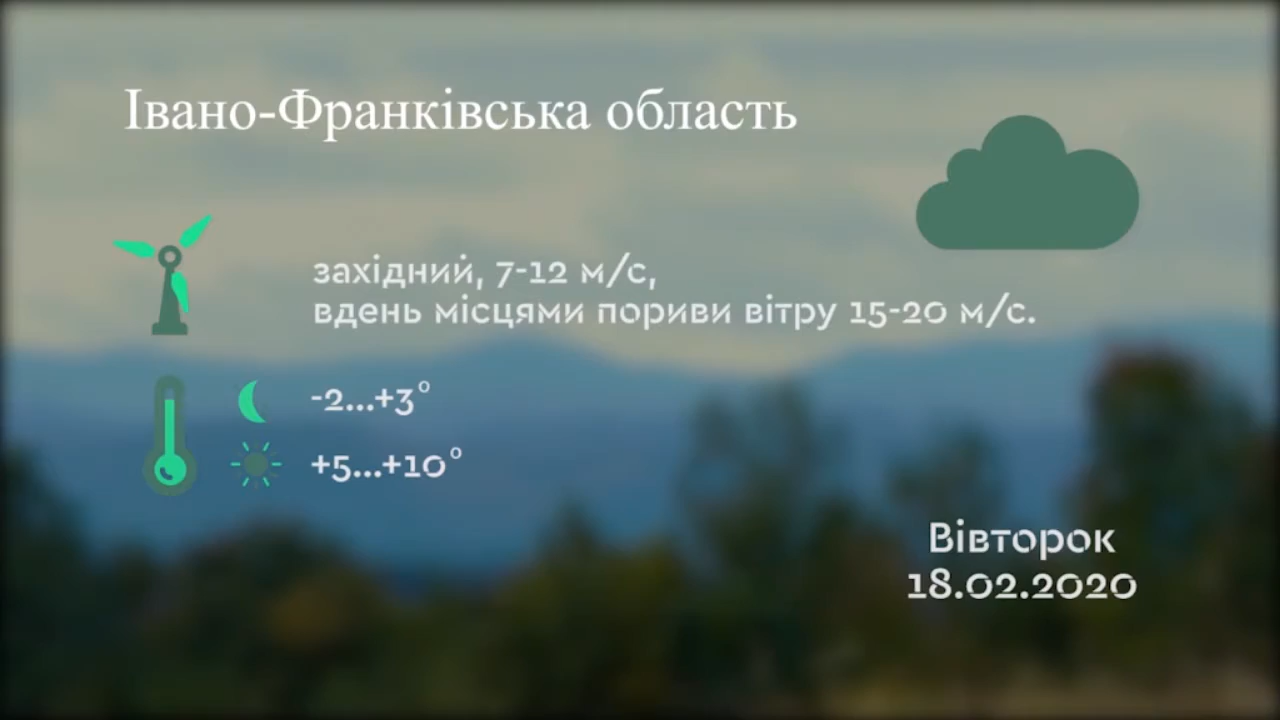 Івано-Франківська область
західний, 7-12 м/с,
вдень місцями пориви вітру 15-20 м/с.
-2...+3°
+5...+10°
Вівторок
18.02.2020